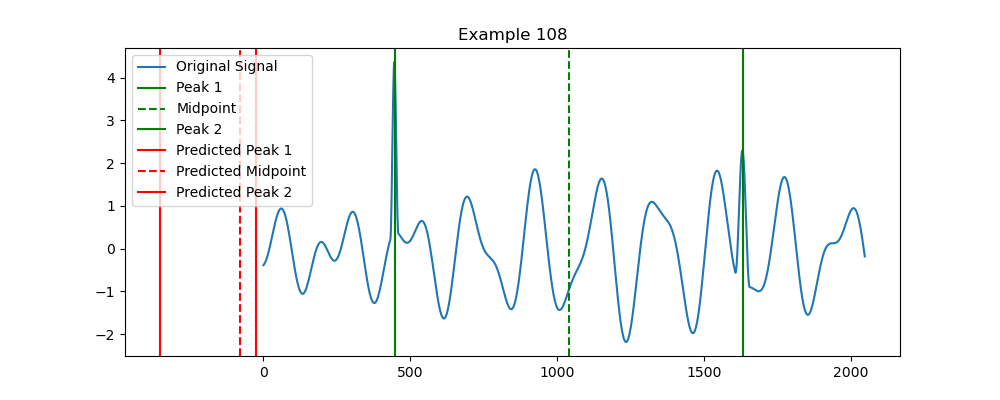 Example 108
Original Signal
Peak 1
Midpoint
Peak 2
Predicted Peak 1
Predicted Midpoint
Predicted Peak 2
4
3
2
1
0
−1
−2
0 500 1000 1500 2000